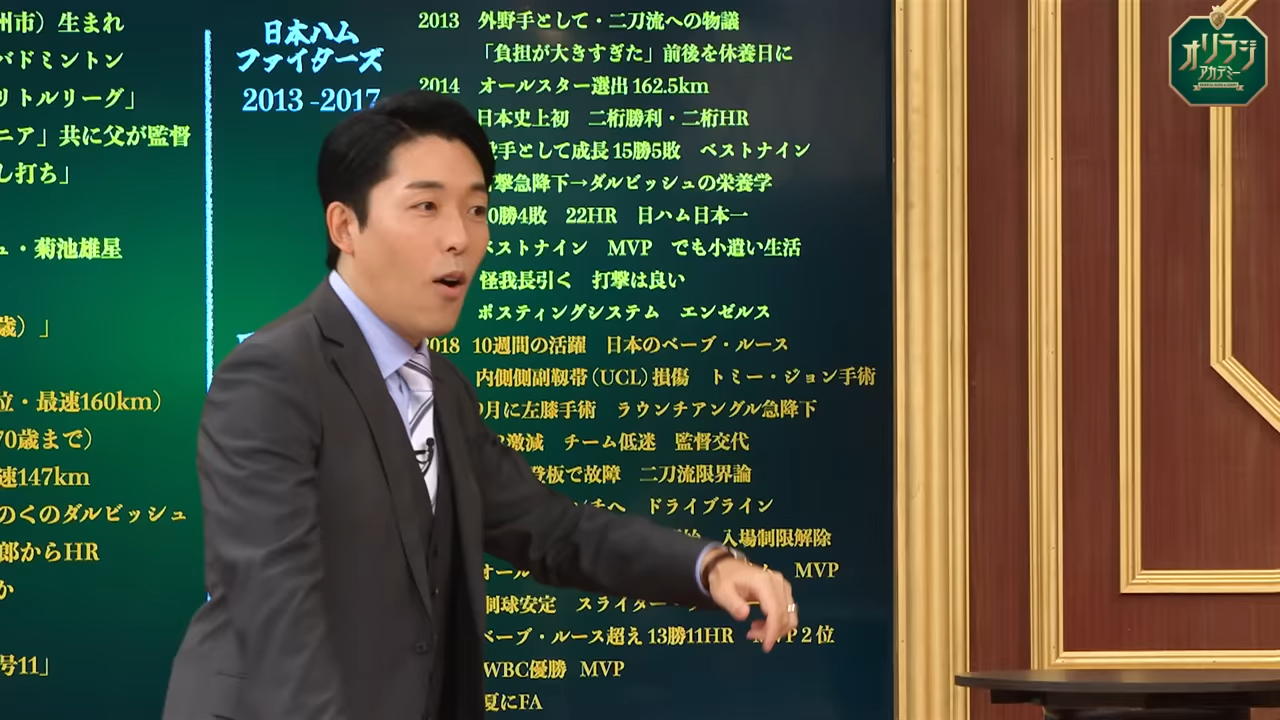 州市）生まれ
バドミントン
リトルリーグ」
ニア」共に父が監督
し打ち」
・菊池雄星
歳）」
位・最速160km）
70歳まで）
速147km
のくのダルビッシュ
郎からHR
か
号11」
日本ハム
ファイターズ
2013 -2017
2013 外野手として・二刀流への物議
「負担が大きすぎた」前後を休養日に
2014 オールスター選出 162.5km
日本史上初 二桁勝利・二桁HR
手として成長 15勝5敗 ベストナイン
撃急降下→ダルビッシュの栄養学
0勝4敗 22HR 日ハム日本一
ベストナイン MVP でも小遣い生活
怪我長引く 打撃は良い
ポスティングシステム エンゼルス
2018 10週間の活躍 日本のベーブ・ルース
内側側副靱帯（UCL）損傷 トミー・ジョン手術
9月に左膝手術 ラウンチアングル急降下
激減 チーム低迷 監督交代
登板で故障 二刀流限界論
チへ ドライブライン
入場制限解除
オール MVP
制球安定 スライダー・
ベーブ・ルース超え 13勝11HR MVP２位
WBC優勝 MVP
夏にFA
オリラジ
アカデミー